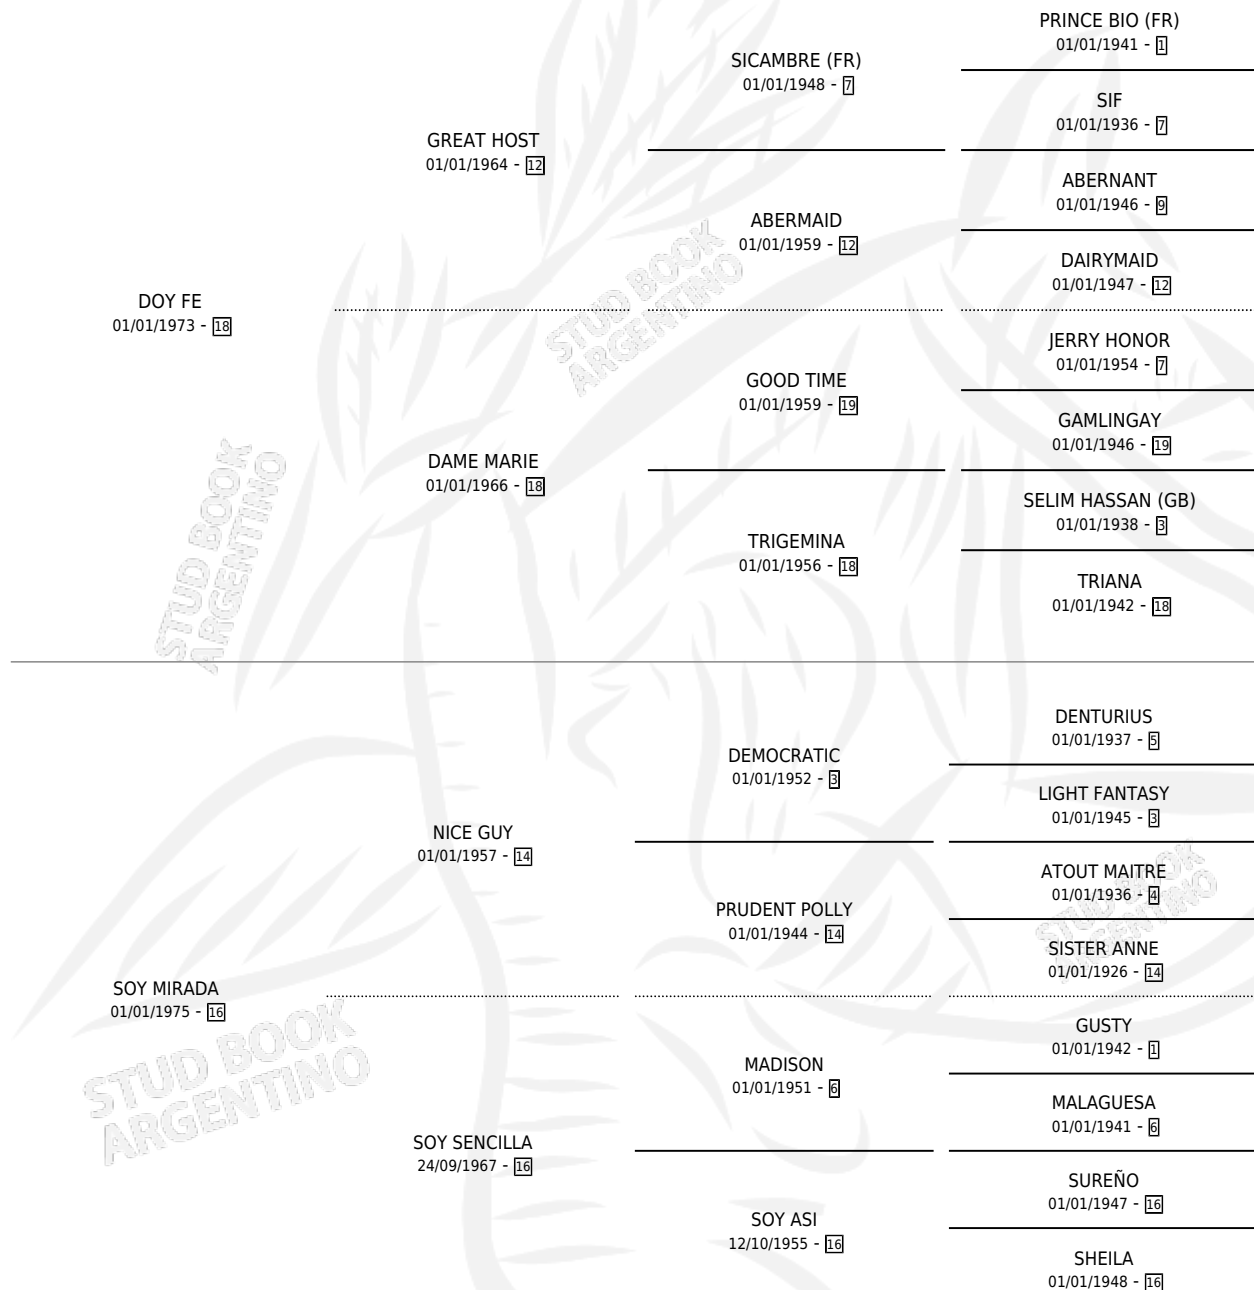 PRINCE BIO (FR)
01/01/1941 - 1
SICAMBRE (FR)
01/01/1948 - 7
SIF
01/01/1936 - 7
GREAT HOST
01/01/1964 - 12
ABERNANT
01/01/1946 - 9
ABERMAID
01/01/1959 - 12
DAIRYMAID
01/01/1947 - 12
DOY FE
01/01/1973 - 18
JERRY HONOR
01/01/1954 - 7
GOOD TIME
01/01/1959 - 19
GAMLINGAY
01/01/1946 - 19
DAME MARIE
01/01/1966 - 18
SELIM HASSAN (GB)
01/01/1938 - 3
TRIGEMINA
01/01/1956 - 18
TRIANA
01/01/1942 - 18
DENTURIUS
01/01/1937 - 5
DEMOCRATIC
01/01/1952 - 3
LIGHT FANTASY
01/01/1945 - 3
NICE GUY
01/01/1957 - 14
ATOUT MAITRE
01/01/1936 - 4
PRUDENT POLLY
01/01/1944 - 14
SISTER ANNE
01/01/1926 - 14
SOY MIRADA
01/01/1975 - 16
GUSTY
01/01/1942 - 1
MADISON
01/01/1951 - 6
MALAGUESA
01/01/1941 - 6
SOY SENCILLA
24/09/1967 - 16
SUREÑO
01/01/1947 - 16
SOY ASI
12/10/1955 - 16
SHEILA
01/01/1948 - 16
STUD BOOK
ARGENTINO
STUD BOOK
ARGENTINO
STUD BOOK
ARGENTINO
STUD BOOK
ARGENTINO